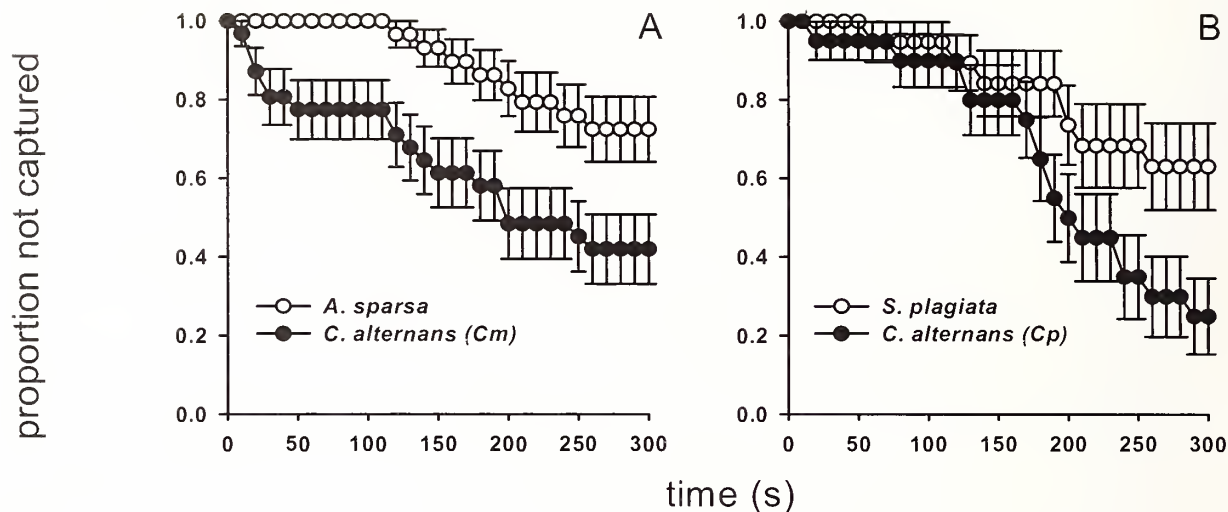 proportion not captured
A
1.0
0.8
0.6
0.4
0.2
0.0
A. sparsa
C. alternans (Cm)
0 50 100 150 200 250 300
B
1.0
0.8
0.6
0.4
0.2
0.0
S. plagiata
C. alternans (Cp)
0 50 100 150 200 250 300
time (s)